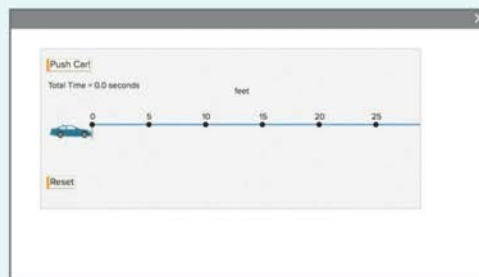 Push Car!
Total Time = 0.0 seconds
feet
0 5 10 15 20 25
Reset